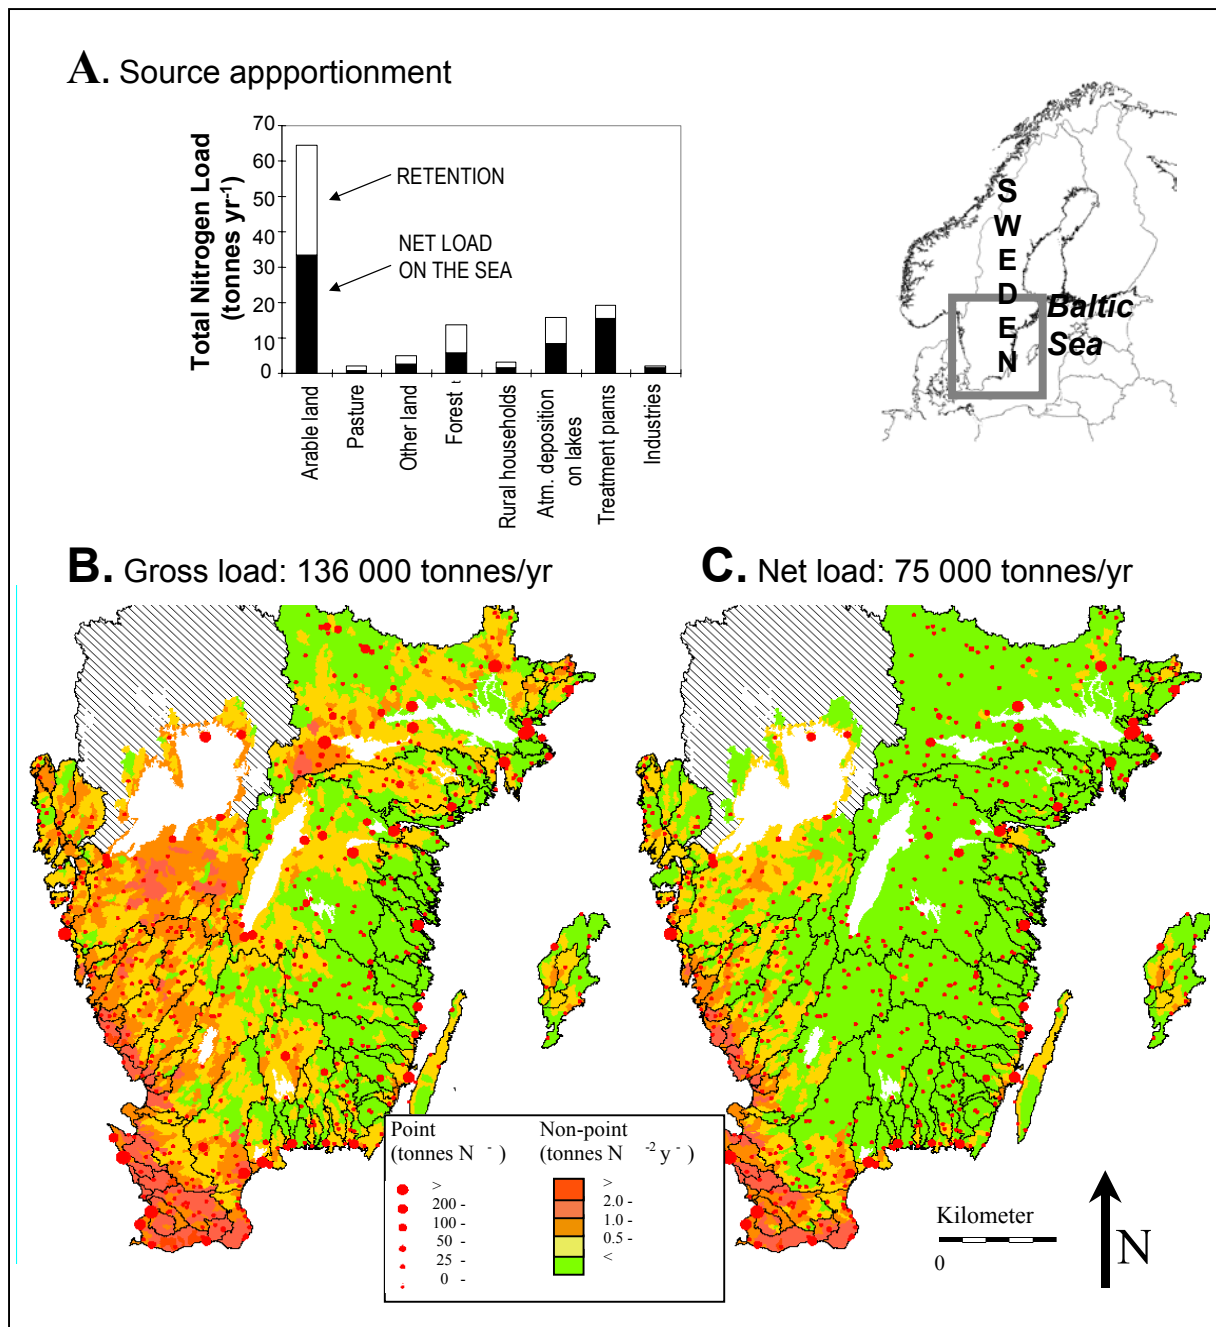 A. Source appportionment
Total Nitrogen Load
(tonnes yr-1)
70
60
50
40
30
20
10
0
RETENTION
NET LOAD
ON THE SEA
Arable land
Pasture
Other land
Forest t
Rural households
Atm. deposition
on lakes
Treatment plants
Industries
SWEDEN
Baltic
Sea
B. Gross load: 136 000 tonnes/yr
C. Net load: 75 000 tonnes/yr
Point
(tonnes N - )
>
200 -
100 -
50 -
25 -
0 -
Non-point
(tonnes N -2 y - )
>
2.0 -
1.0 -
0.5 -
<
Kilometer
0
N